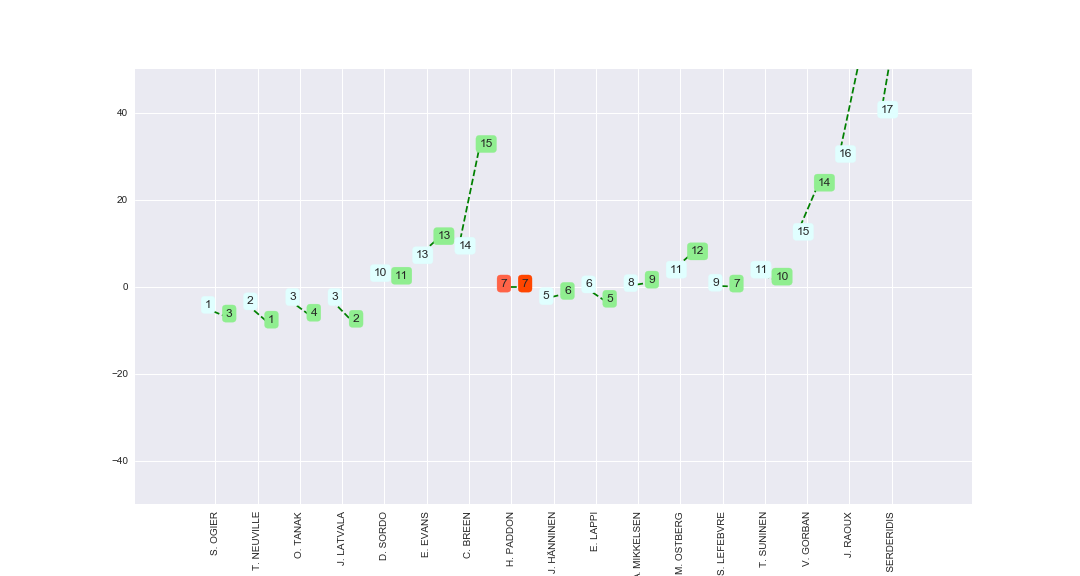 40
20
0
−20
−40
1 3
2 1
3 4
3 2
10 11
13 13
14 15
7 7
5 6
6 5
8 9
11 12
9 7
11 10
15 14
16
17
S. OGIER
T. NEUVILLE
O. TANAK
J. LATVALA
D. SORDO
E. EVANS
C. BREEN
H. PADDON
J. HANNINEN
E. LAPPI
MIKKELSEN
M. OSTBERG
S. LEFEBVRE
T. SUNINEN
V. GORBAN
J. RAOUX
SERDERIDIS